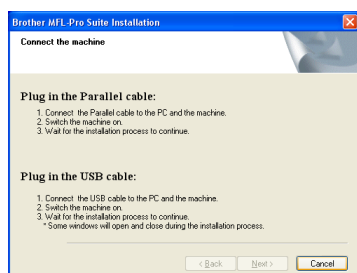 Brother MFL-Pro Suite Installation
Connect the machine
Plug in the Parallel cable:
1. Connect the Parallel cable to the PC and the machine.
2. Switch the machine on.
3. Wait for the installation process to continue.
Plug in the USB cable:
1. Connect the USB cable to the PC and the machine.
2. Switch the machine on.
3. Wait for the installation process to continue.
* Some windows will open and close during the installation process.
< Back Next > Cancel